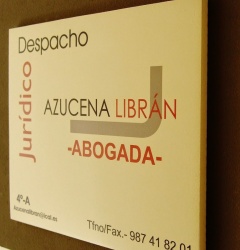 Despacho
Jurídico
AZUCENA LIBRÁN
-ABOGADA-
4º-A
Tfno/Fax.- 987 41 82 01